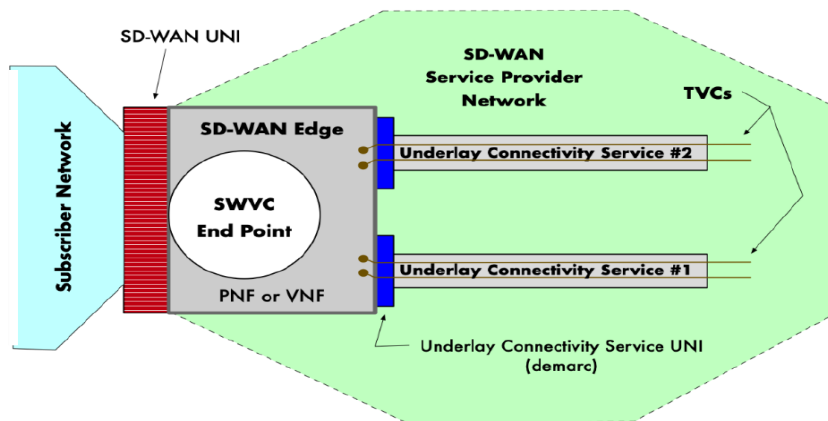 SD-WAN UNI
SD-WAN
Service Provider
Network
TVCs
Subscriber Network
SD-WAN Edge
Underlay Connectivity Service #2
SWVC
End Point
Underlay Connectivity Service #1
PNF or VNF
Underlay Connectivity Service UNI
(demarc)